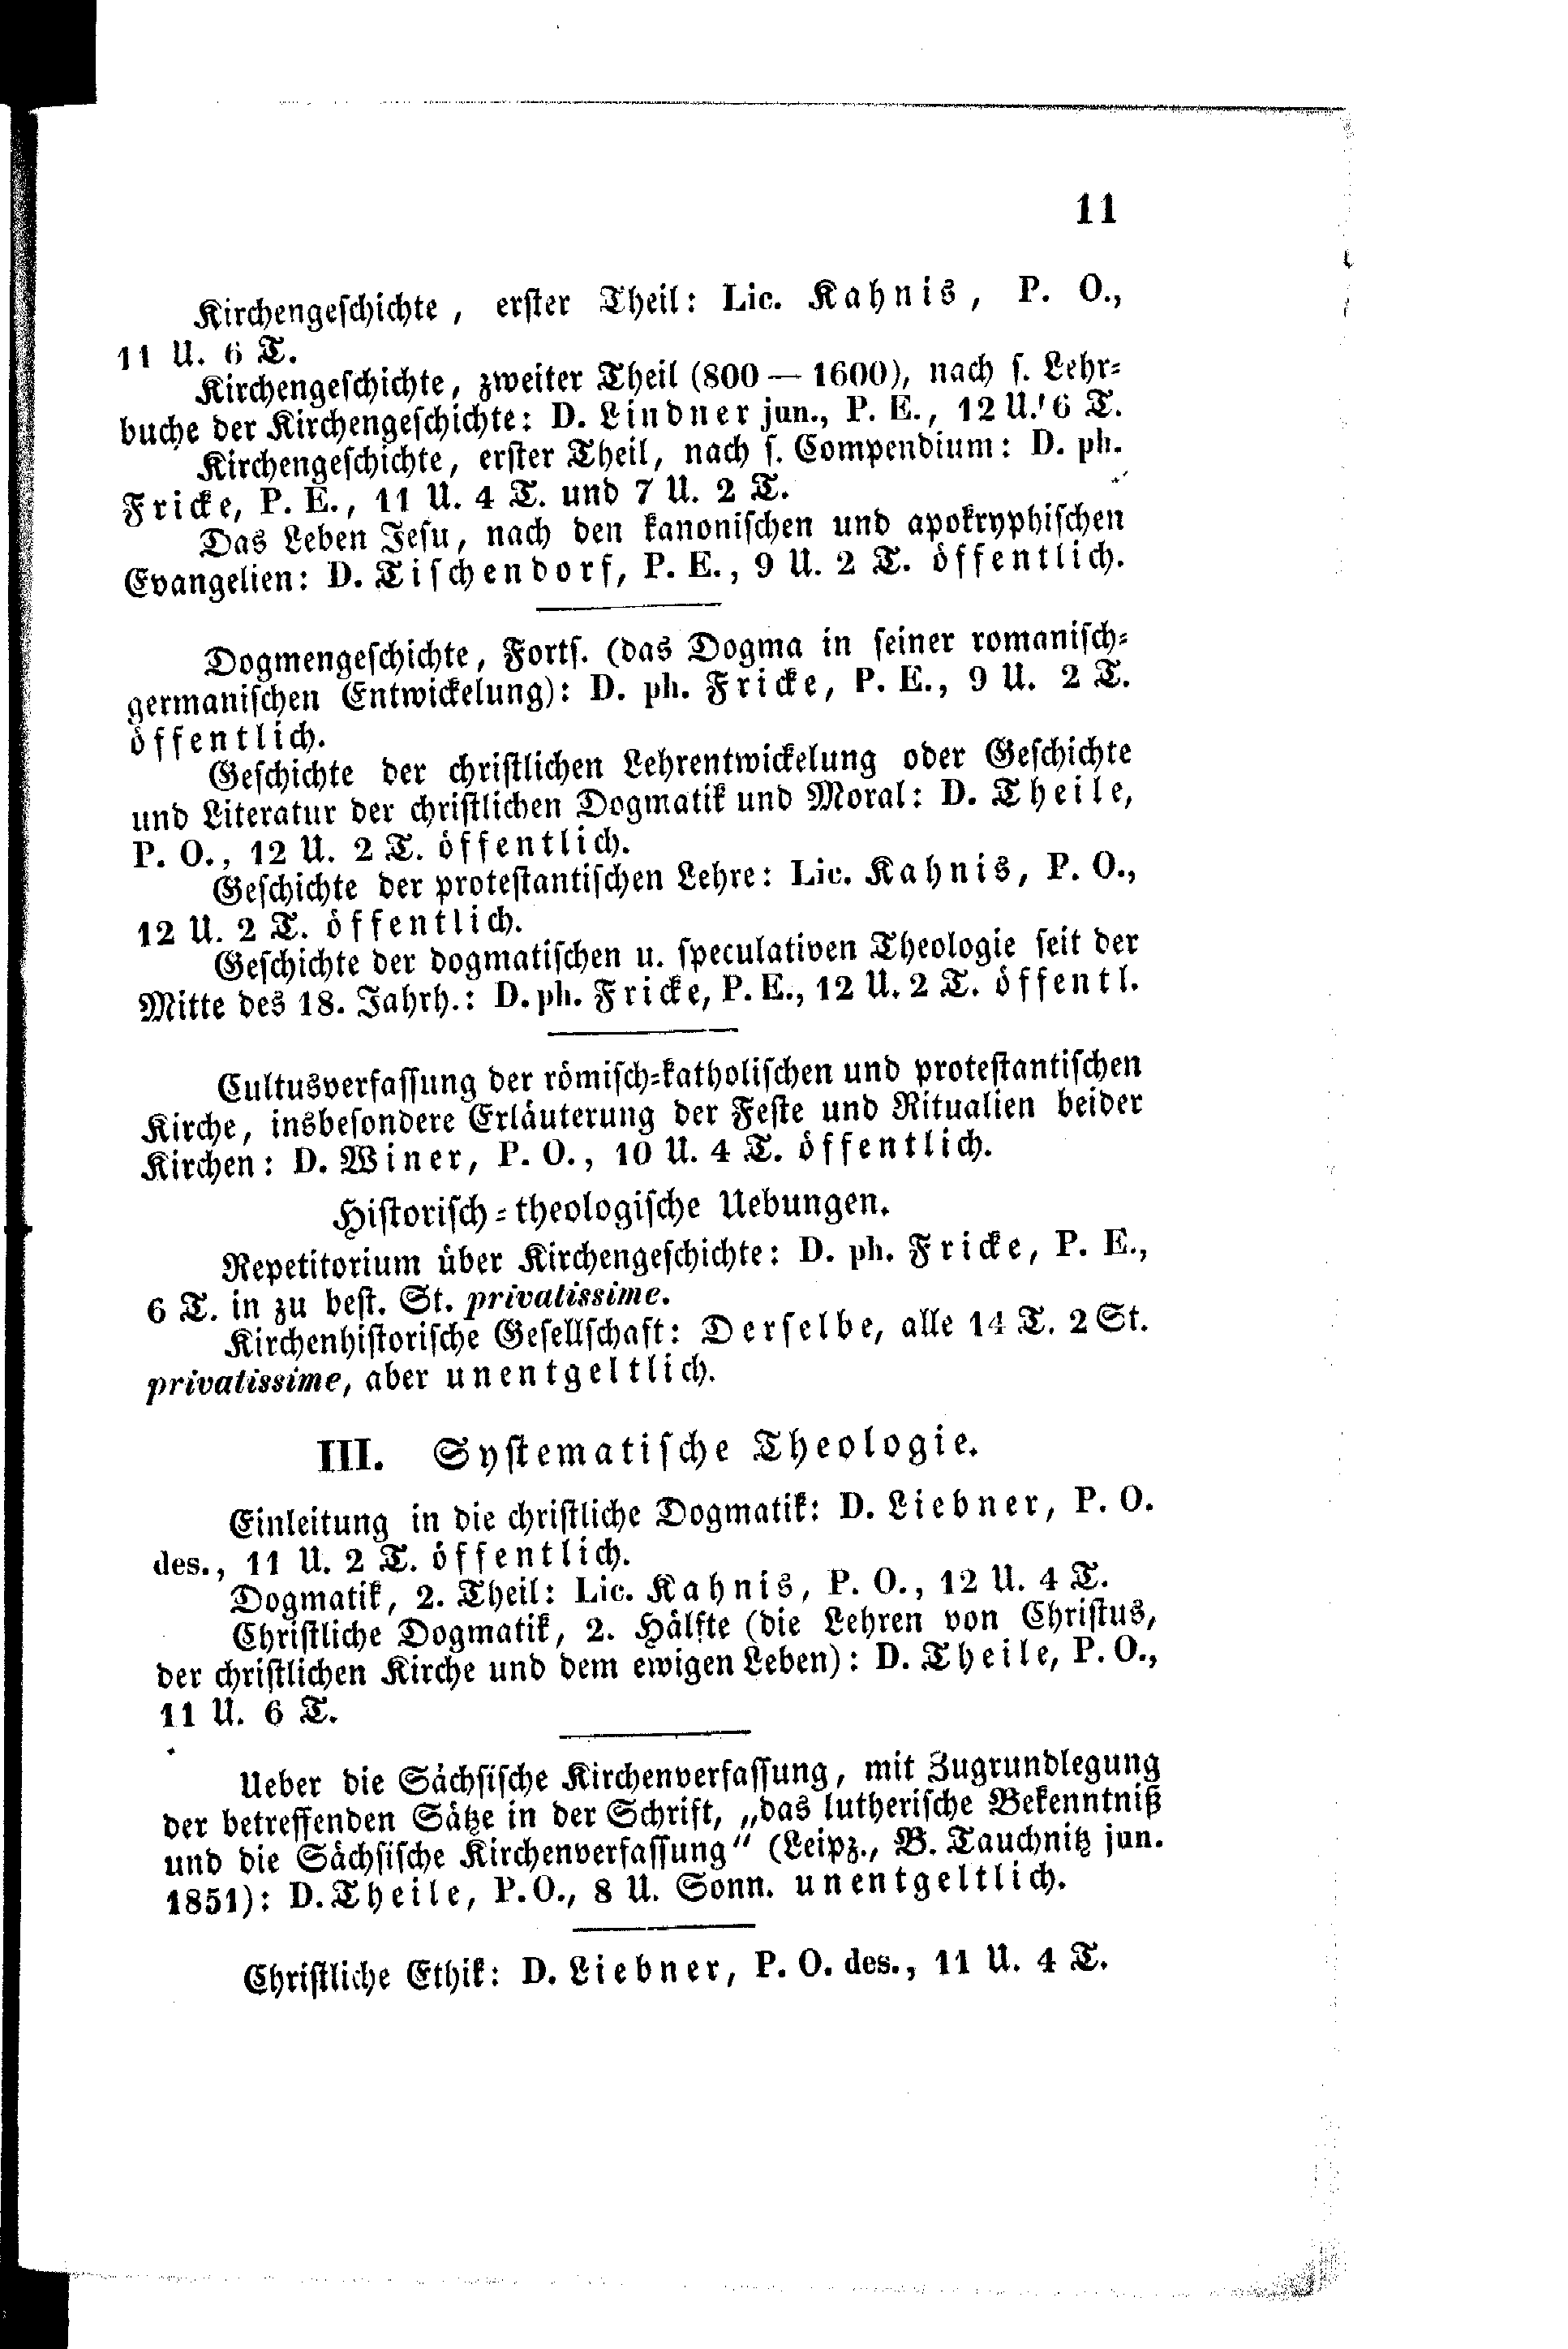 11
Kirchengeschichte, erster Theil: Lic. Kahnis, P. O.,
11 U. 6 T.
Kirchengeschichte, zweiter Theil (800 — 1600), nach s. Lehr=
buche der Kirchengeschichte: D. Lindner jun., P. E., 12 U. 6 T.
Kirchengeschichte, erster Theil, nach s. Compendium: D. ph.
Fricke, P. E., 11 U. 4 T. und 7 U. 2 T.
Das Leben Jesu, nach den kanonischen und apokryphischen
Evangelien: D. Tischendorf, P. E., 9 U. 2 T. öffentlich.
Dogmengeschichte, Forts. (das Dogma in seiner romanisch=
germanischen Entwickelung): D. ph. Fricke, P. E., 9 U. 2 T.
öffentlich.
Geschichte der christlichen Lehrentwickelung oder Geschichte
und Literatur der christlichen Dogmatik und Moral: D. Theile,
P. O., 12 U. 2 T. öffentlich.
Geschichte der protestantischen Lehre: Lic. Kahnis, P. O.,
12 U. 2 T. öffentlich.
Geschichte der dogmatischen u. speculativen Theologie seit der
Mitte des 18. Jahrh.: D. ph. Fricke, P. E., 12 U. 2 T. öffentl.
Cultusverfassung der römisch=katholischen und protestantischen
Kirche, insbesondere Erläuterung der Feste und Ritualien beider
Kirchen: D. Winer, P. O., 10 U. 4 T. öffentlich.
Historisch=theologische Uebungen.
Repetitorium über Kirchengeschichte: D. ph. Fricke, P. E.,
6 T. in zu best. St. privatissime.
Kirchenhistorische Gesellschaft: Derselbe, alle 14 T. 2 St.
privatissime, aber unentgeltlich.
III. Systematische Theologie.
Einleitung in die christliche Dogmatik: D. Liebner, P. O.
des., 11 U. 2 T. öffentlich.
Dogmatik, 2. Theil: Lic. Kahnis, P. O., 12 U. 4 T.
Christliche Dogmatik, 2. Hälfte (die Lehren von Christus,
der christlichen Kirche und dem ewigen Leben): D. Theile, P. O.,
11 U. 6 T.
Ueber die Sächsische Kirchenverfassung, mit Zugrundlegung
der betreffenden Sätze in der Schrift, „das lutherische Bekenntniß
und die Sächsische Kirchenverfassung“ (Leipz., B. Tauchnitz jun.
1851): D. Theile, P. O., 8 U. Sonn. unentgeltlich.
Christliche Ethik: D. Liebner, P. O. des., 11 U. 4 T.